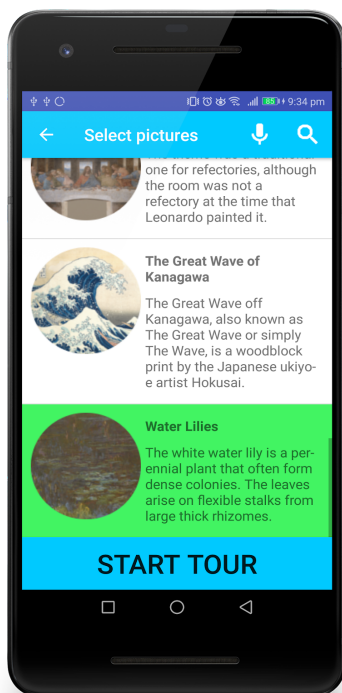 85 9:34 pm
Select pictures
one for refectories, although
the room was not a
refectory at the time that
Leonardo painted it.
The Great Wave of
Kanagawa
The Great Wave off
Kanagawa, also known as
The Great Wave or simply
The Wave, is a woodblock
print by the Japanese ukiyo-
e artist Hokusai.
Water Lilies
The white water lily is a per-
ennial plant that often form
dense colonies. The leaves
arise on flexible stalks from
large thick rhizomes.
START TOUR